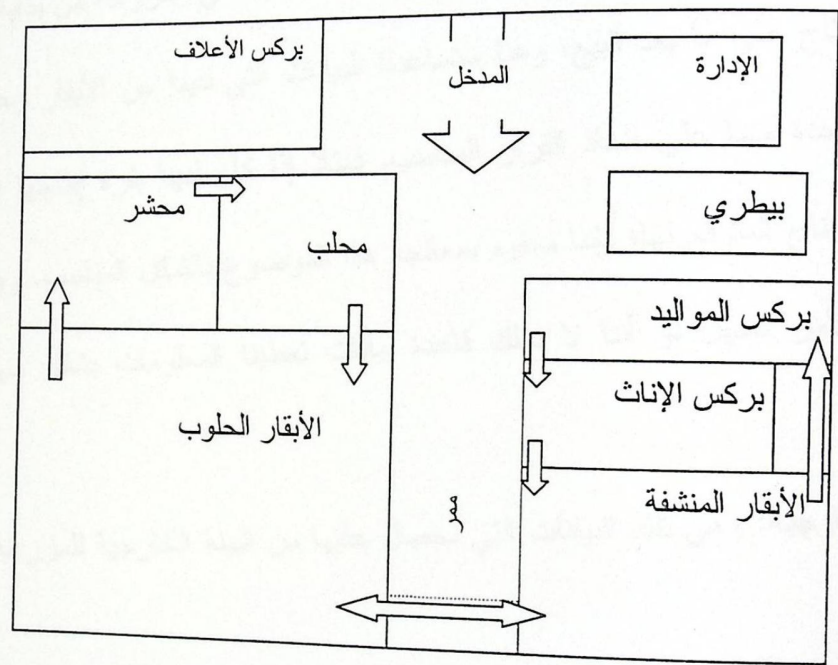 الإدارة
المدخل
بركس الأعلاف
بيطري
محلب
محشر
بركس المواليد
بركس الإناث
الأبقار الحلوب
الأبقار المنشفة
ممر